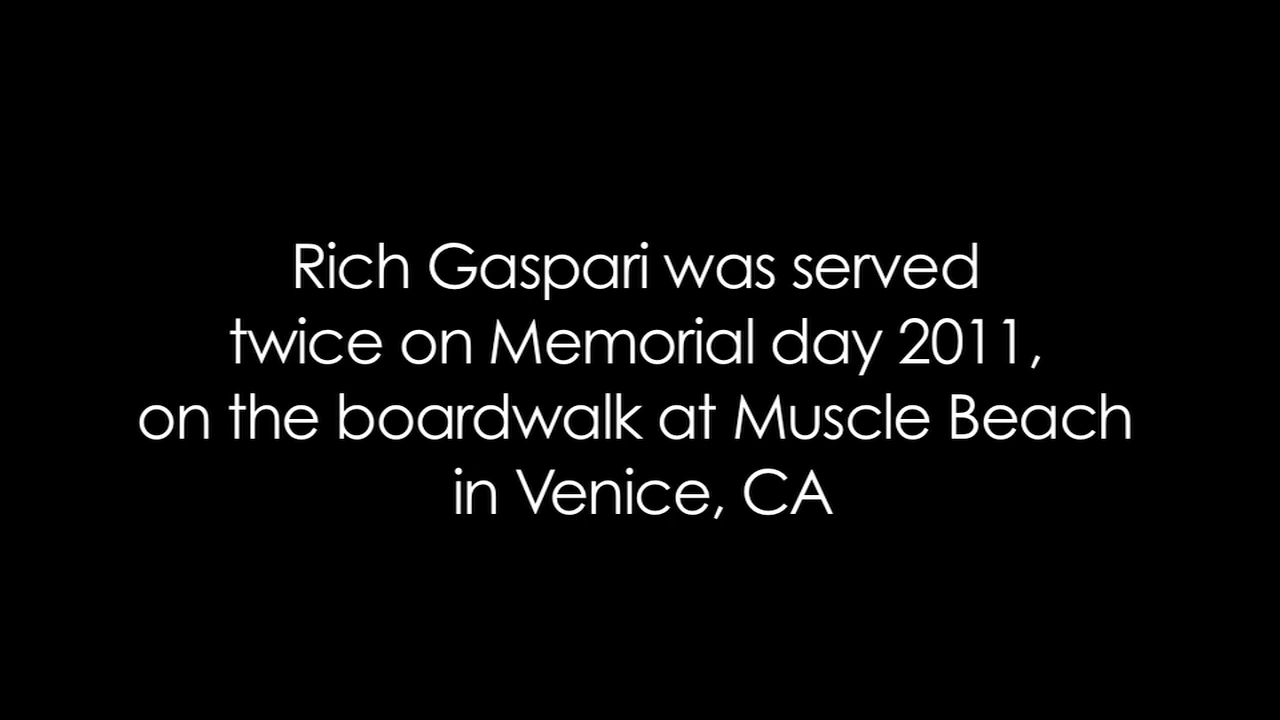 Rich Gaspari was served
twice on Memorial day 2011,
on the boardwalk at Muscle Beach
in Venice, CA